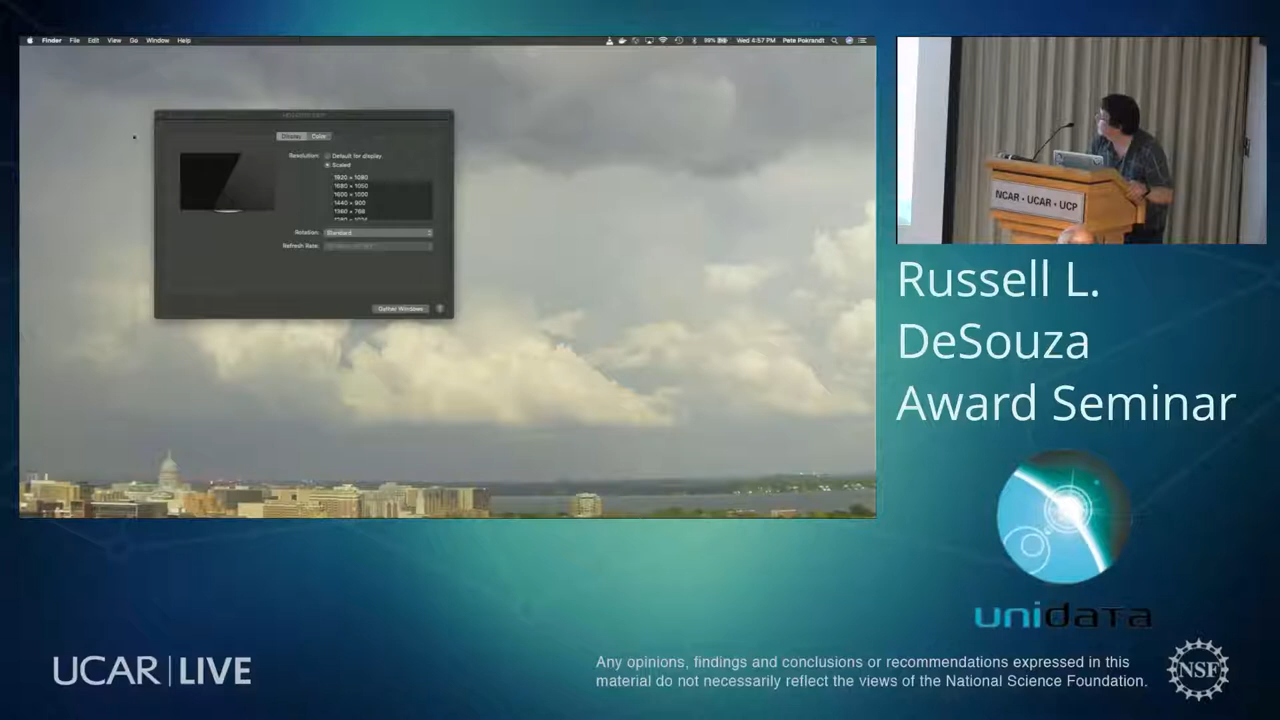 Finder File Edit View Go Window Help
Wed 4:57 PM Pete Pokrandt
Display Color
Resolution: Default for display
Scaled
1920 × 1080
1680 × 1050
1600 × 1000
1440 × 900
1360 × 768
Rotation: Standard
Refresh Rate:
Gather Windows
NCAR • UCAR • UCP
Russell L.
DeSouza
Award Seminar
unidata
UCAR | LIVE
Any opinions, findings and conclusions or recommendations expressed in this
material do not necessarily reflect the views of the National Science Foundation.
NSF